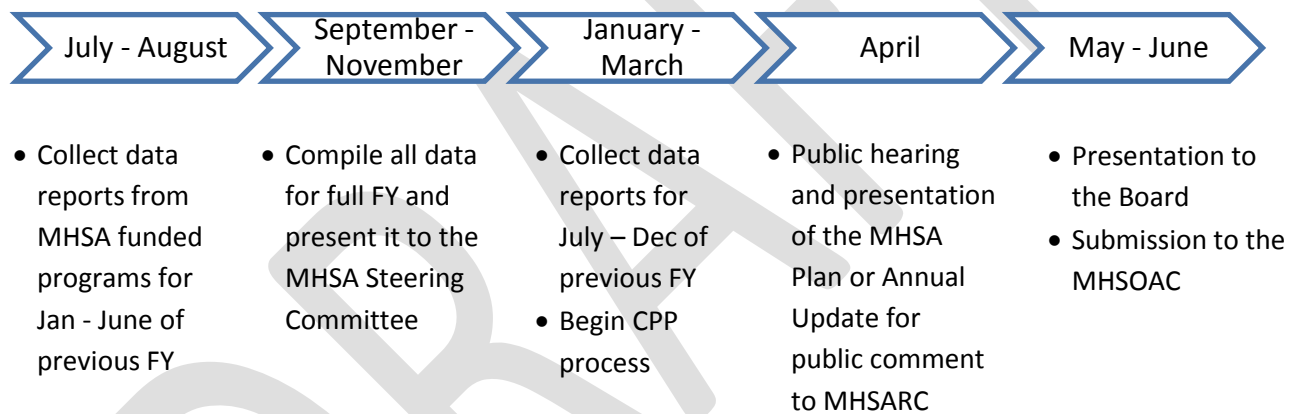 July - August
September -
November
January -
March
April
May - June
• Collect data
reports from
MHSA funded
programs for
Jan - June of
previous FY
• Compile all data
for full FY and
present it to the
MHSA Steering
Committee
• Collect data
reports for
July – Dec of
previous FY
• Begin CPP
process
• Public hearing
and presentation
of the MHSA
Plan or Annual
Update for
public comment
to MHSARC
• Presentation to
the Board
• Submission to the
MHSOAC
DRAFT